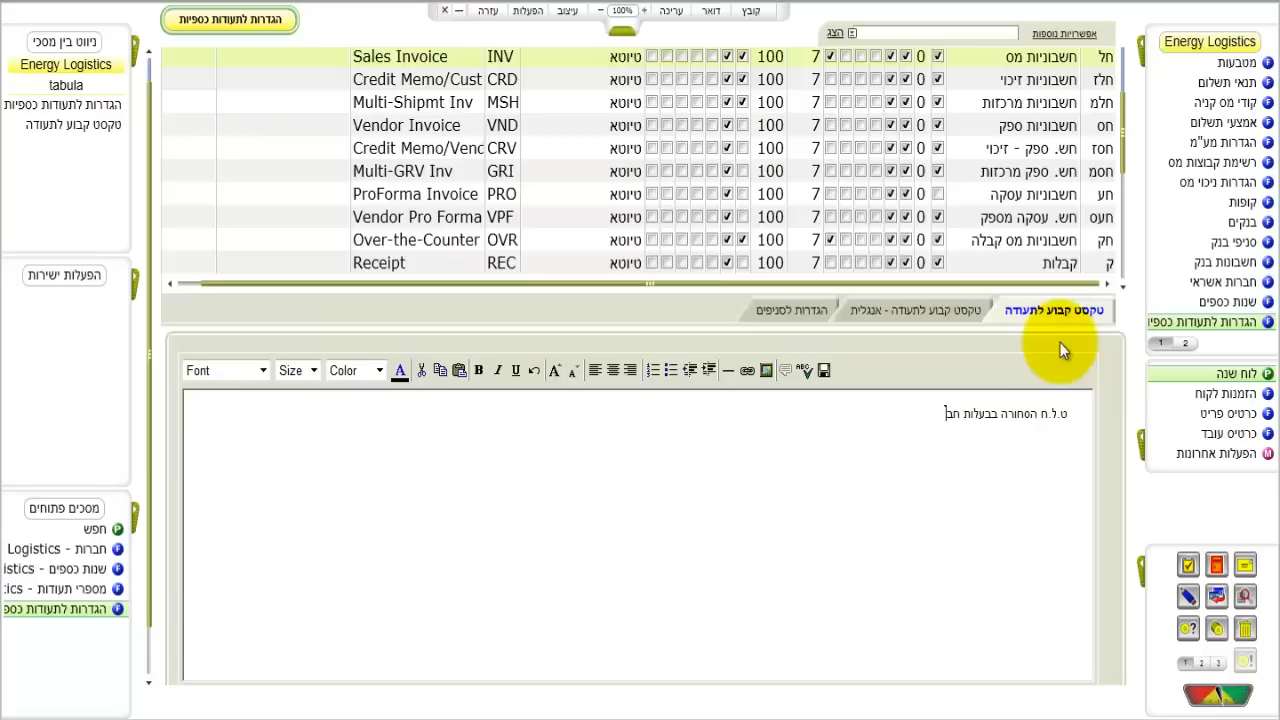 קובץ דואר עריכה 100% עיצוב הפעלות עזרה
הגדרות לתעודות כספיות
אפשרויות נוספות הצג
Energy Logistics
מטבעות
תנאי תשלום
קודי מס קניה
אמצעי תשלום
הגדרות מע"מ
רשימת קבוצות מס
הגדרות ניכוי מס
קופות
בנקים
סניפי בנק
חשבונות בנק
חברות אשראי
שנות כספים
הגדרות לתעודות כספי
1 2
לוח שנה
הזמנות לקוח
כרטיס פריט
כרטיס עובד
הפעלות אחרונות
1 2 3
חל חשבוניות מס 0 7 100 טיוטא INV Sales Invoice
חלז חשבוניות זיכוי 0 7 100 טיוטא CRD Credit Memo/Cust
חלמ חשבוניות מרכזות 0 7 100 טיוטא MSH Multi-Shipmt Inv
חס חשבוניות ספק 0 7 100 טיוטא VND Vendor Invoice
חסז חש. ספק - זיכוי 0 7 100 טיוטא CRV Credit Memo/Venc
חסמ חש. ספק מרכזות 0 7 100 טיוטא GRI Multi-GRV Inv
חע חשבוניות עסקה 0 7 100 טיוטא PRO ProForma Invoice
חעס חש. עסקה מספק 0 7 100 טיוטא VPF Vendor Pro Forma
חק חשבוניות מס קבלה 0 7 100 טיוטא OVR Over-the-Counter
ק קבלות 0 7 100 טיוטא REC Receipt
טקסט קבוע לתעודה
טקסט קבוע לתעודה - אנגלית
הגדרות לסניפים
Font Size Color A B I U A A ABC
ט.ל.ח הסחורה בבעלות חב
ניווט בין מסכי
Energy Logistics
tabula
הגדרות לתעודות כספיות
טקסט קבוע לתעודה
הפעלות ישירות
מסכים פתוחים
חפש
חברות - Logistics
שנות כספים - istics
מספרי תעודות - tics
הגדרות לתעודות כספ